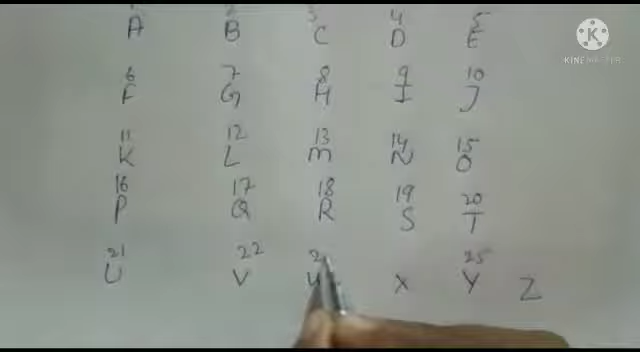 1 2 3 4 5
A B C D E
6 7 8 9 10
F G H I J
11 12 13 14 15
K L M N O
16 17 18 19 20
P Q R S T
21 22 2 25
U V X Y Z
K
KINEMASTER